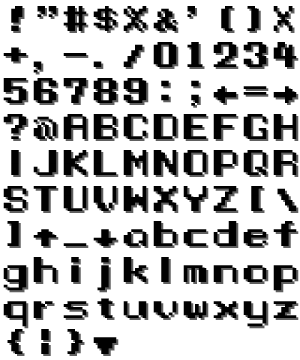 !"#$%&'()X
+,-./01234
56789:;←=→
?@ABCDEFGH
IJKLMNOPQR
STUVWXYZ[\
]↑_↓abcdef
ghijklmnop
qrstuvwxyz
{¦}▼